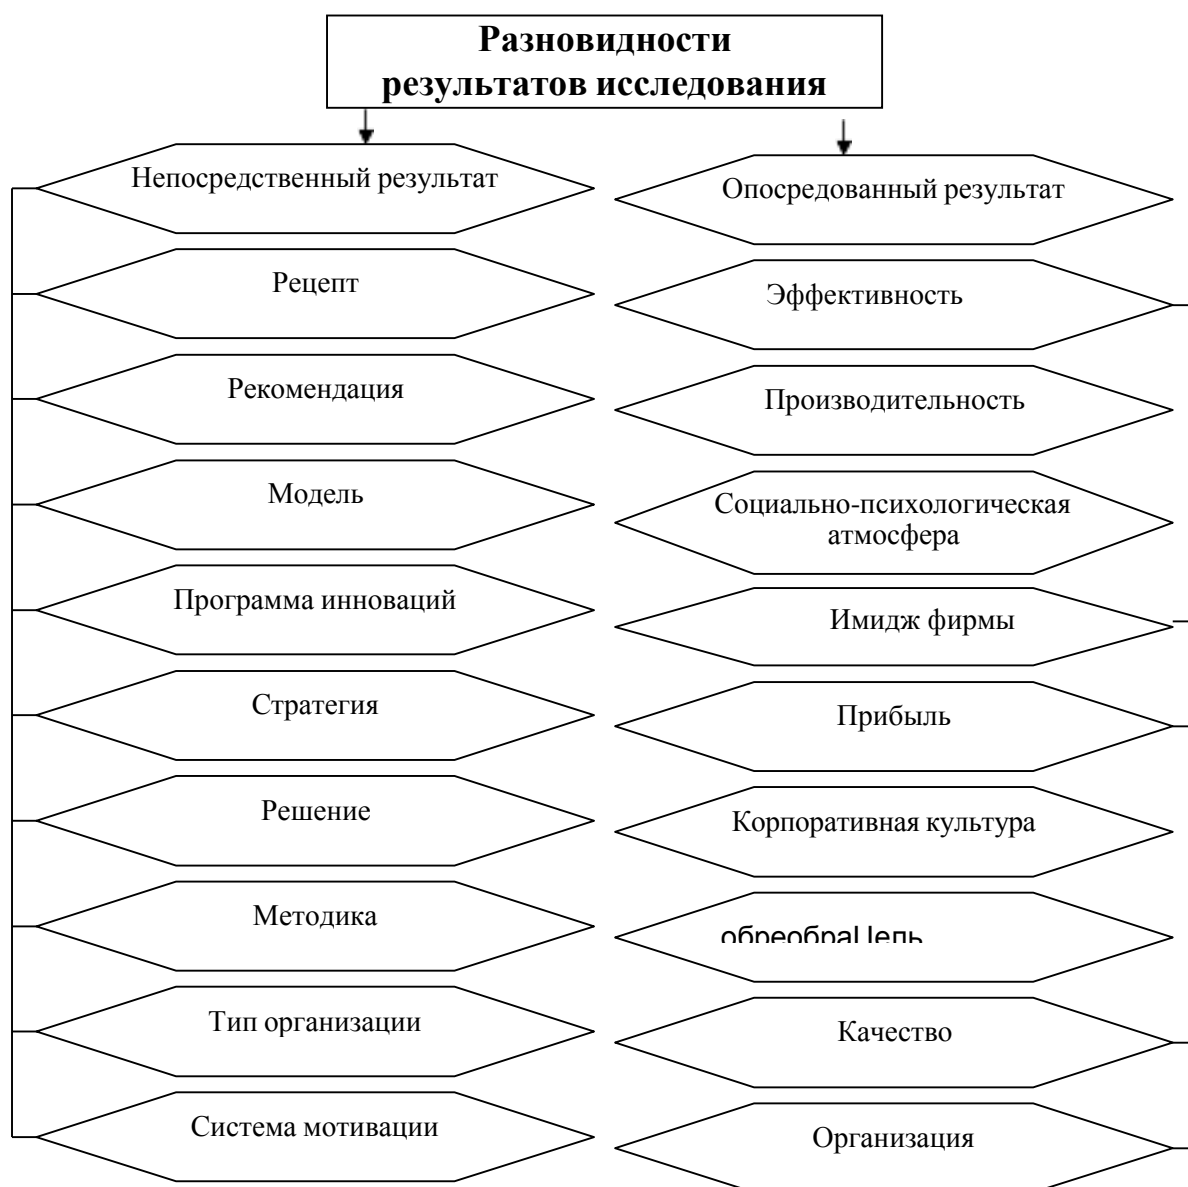 Разновидности
результатов исследования
Непосредственный результат
Рецепт
Рекомендация
Модель
Программа инноваций
Стратегия
Решение
Методика
Тип организации
Система мотивации
Опосредованный результат
Эффективность
Производительность
Социально-психологическая
атмосфера
Имидж фирмы
Прибыль
Корпоративная культура
Качество
Организация